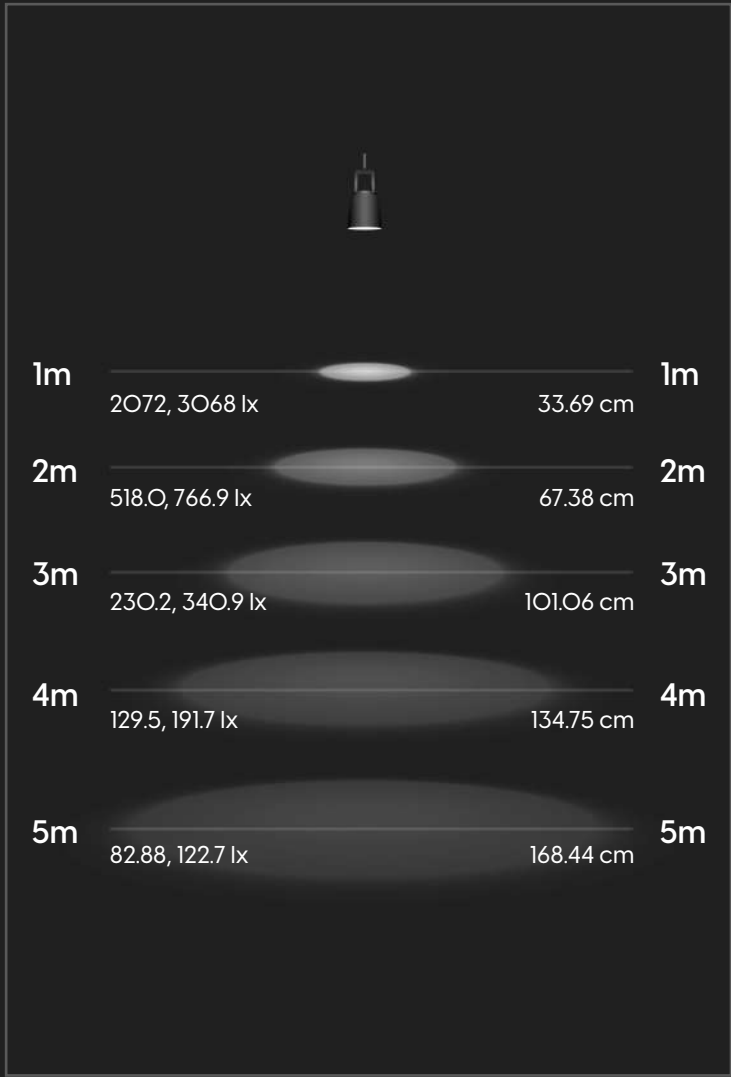 1m 1m
2072, 3068 lx 33.69 cm
2m 2m
518.0, 766.9 lx 67.38 cm
3m 3m
230.2, 340.9 lx 101.06 cm
4m 4m
129.5, 191.7 lx 134.75 cm
5m 5m
82.88, 122.7 lx 168.44 cm